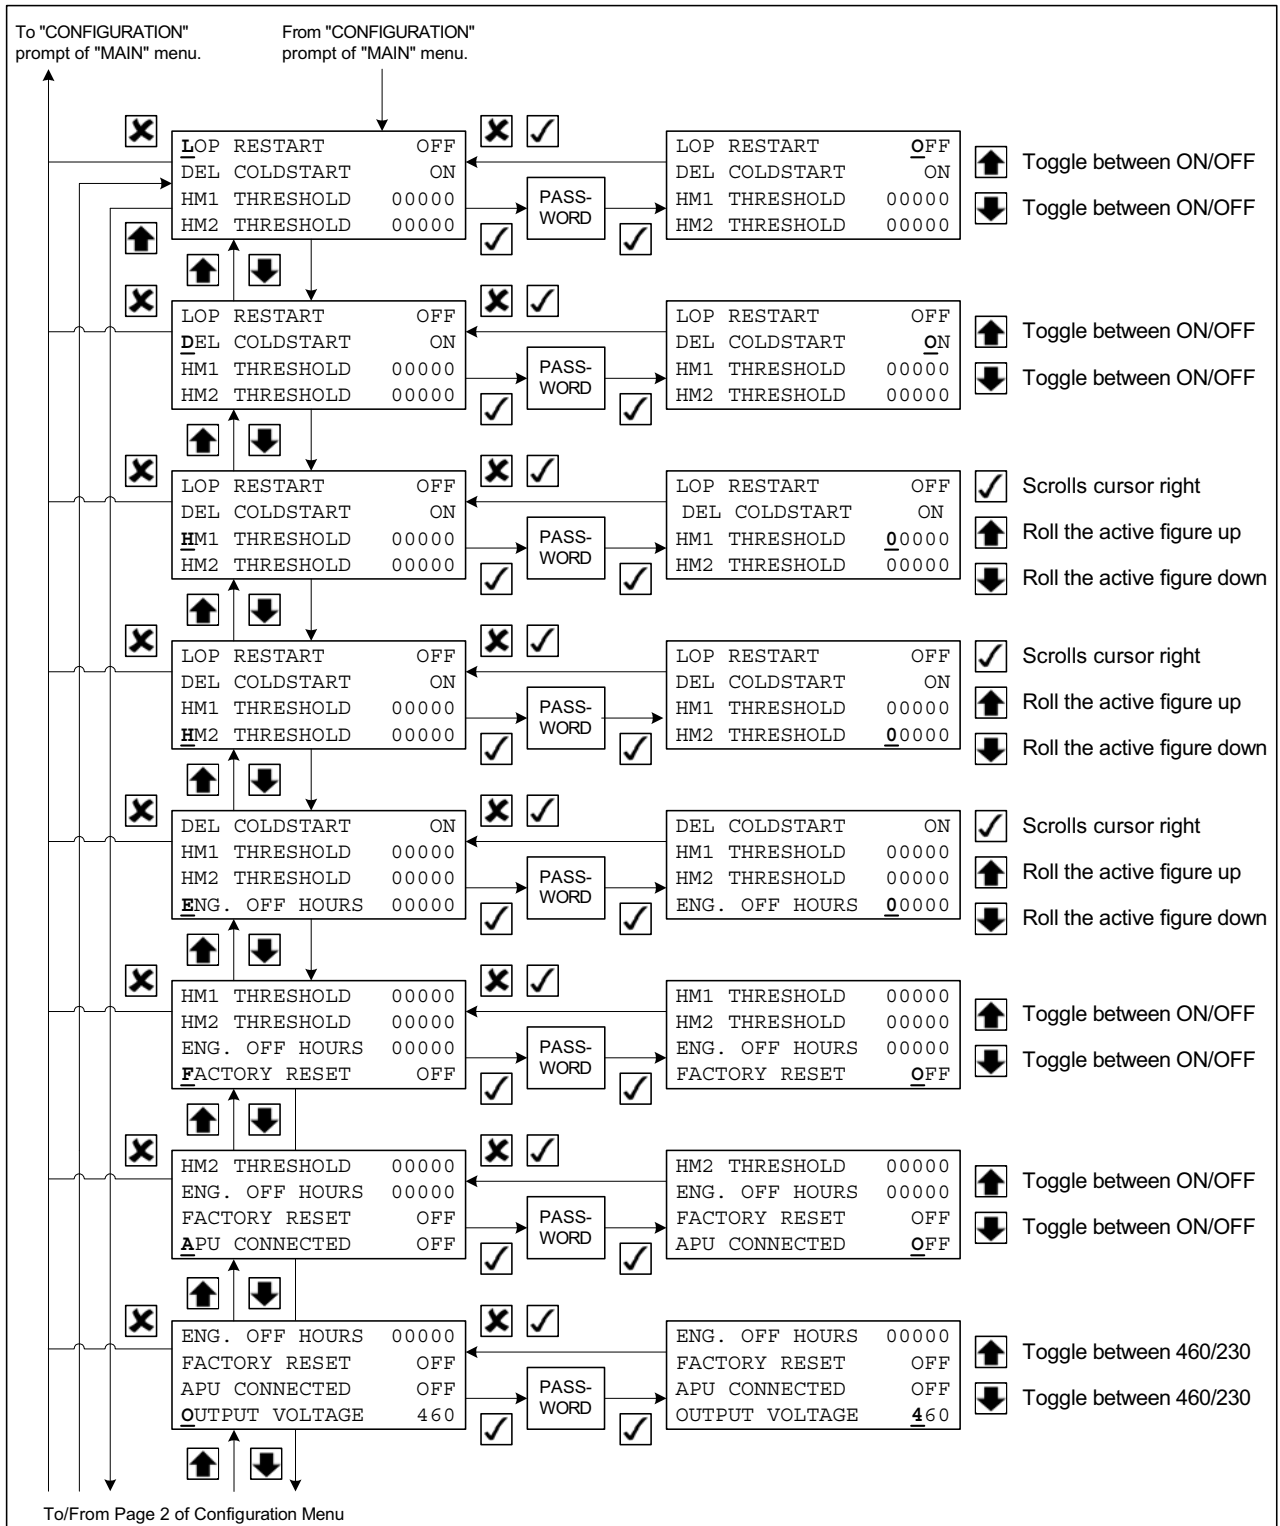 To "CONFIGURATION"
prompt of "MAIN" menu.
From "CONFIGURATION"
prompt of "MAIN" menu.
LOP RESTART OFF
DEL COLDSTART ON
HM1 THRESHOLD 00000
HM2 THRESHOLD 00000
PASS-
WORD
LOP RESTART OFF
DEL COLDSTART ON
HM1 THRESHOLD 00000
HM2 THRESHOLD 00000
Toggle between ON/OFF
Toggle between ON/OFF
LOP RESTART OFF
DEL COLDSTART ON
HM1 THRESHOLD 00000
HM2 THRESHOLD 00000
PASS-
WORD
LOP RESTART OFF
DEL COLDSTART ON
HM1 THRESHOLD 00000
HM2 THRESHOLD 00000
Toggle between ON/OFF
Toggle between ON/OFF
LOP RESTART OFF
DEL COLDSTART ON
HM1 THRESHOLD 00000
HM2 THRESHOLD 00000
PASS-
WORD
LOP RESTART OFF
DEL COLDSTART ON
HM1 THRESHOLD 00000
HM2 THRESHOLD 00000
Scrolls cursor right
Roll the active figure up
Roll the active figure down
LOP RESTART OFF
DEL COLDSTART ON
HM1 THRESHOLD 00000
HM2 THRESHOLD 00000
PASS-
WORD
LOP RESTART OFF
DEL COLDSTART ON
HM1 THRESHOLD 00000
HM2 THRESHOLD 00000
Scrolls cursor right
Roll the active figure up
Roll the active figure down
DEL COLDSTART ON
HM1 THRESHOLD 00000
HM2 THRESHOLD 00000
ENG. OFF HOURS 00000
PASS-
WORD
DEL COLDSTART ON
HM1 THRESHOLD 00000
HM2 THRESHOLD 00000
ENG. OFF HOURS 00000
Scrolls cursor right
Roll the active figure up
Roll the active figure down
HM1 THRESHOLD 00000
HM2 THRESHOLD 00000
ENG. OFF HOURS 00000
FACTORY RESET OFF
PASS-
WORD
HM1 THRESHOLD 00000
HM2 THRESHOLD 00000
ENG. OFF HOURS 00000
FACTORY RESET OFF
Toggle between ON/OFF
Toggle between ON/OFF
HM2 THRESHOLD 00000
ENG. OFF HOURS 00000
FACTORY RESET OFF
APU CONNECTED OFF
PASS-
WORD
HM2 THRESHOLD 00000
ENG. OFF HOURS 00000
FACTORY RESET OFF
APU CONNECTED OFF
Toggle between ON/OFF
Toggle between ON/OFF
ENG. OFF HOURS 00000
FACTORY RESET OFF
APU CONNECTED OFF
OUTPUT VOLTAGE 460
PASS-
WORD
ENG. OFF HOURS 00000
FACTORY RESET OFF
APU CONNECTED OFF
OUTPUT VOLTAGE 460
Toggle between 460/230
Toggle between 460/230
To/From Page 2 of Configuration Menu